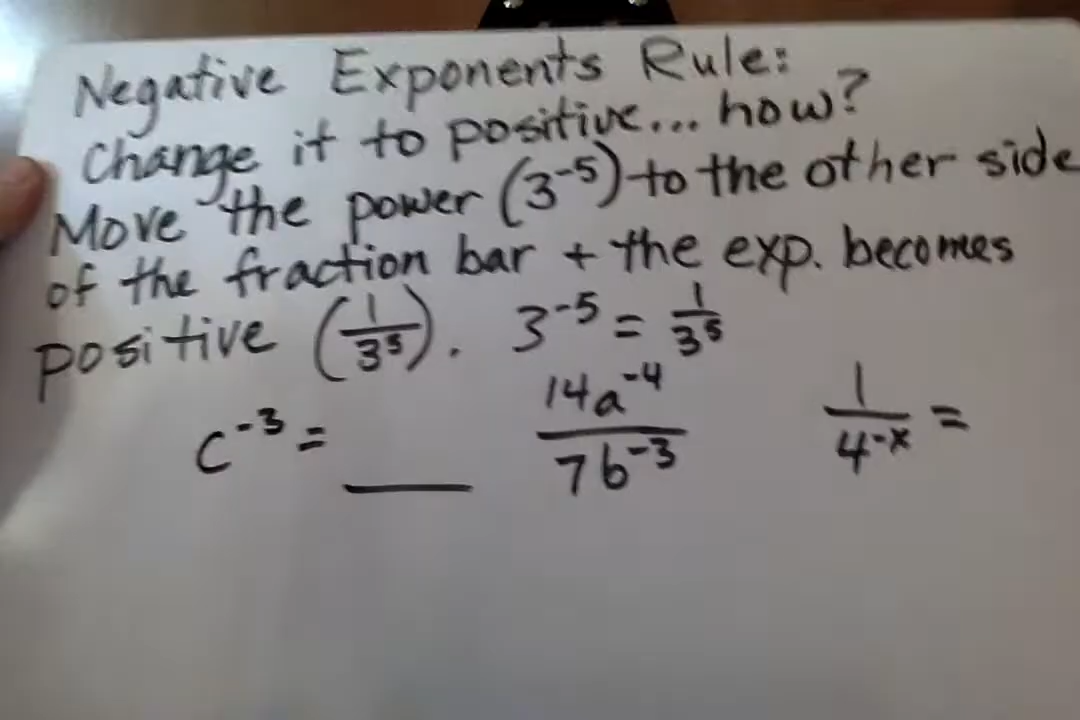 Negative Exponents Rule:
Change it to positive... how?
Move the power (3⁻⁵) to the other side
of the fraction bar + the exp. becomes
positive (1/3⁵). 3⁻⁵ = 1/3⁵
c⁻³ = ___ 14a⁻⁴/7b⁻³ 1/4⁻ˣ =